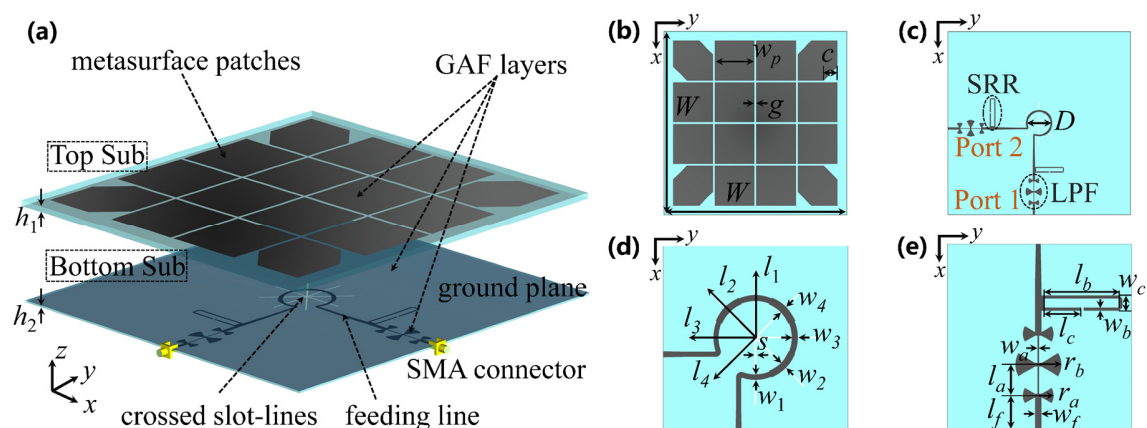 (a)
metasurface patches
GAF layers
Top Sub
h1
Bottom Sub
h2
ground plane
SMA connector
crossed slot-lines
feeding line
z
y
x
(b)
y
x
wp
c
W
g
W
(c)
y
x
SRR
D
Port 2
LPF
Port 1
(d)
y
x
l1
l2
w4
l3
s
w3
l4
w2
w1
(e)
y
x
lb
wc
wb
lc
wa
rb
la
ra
lf
wf